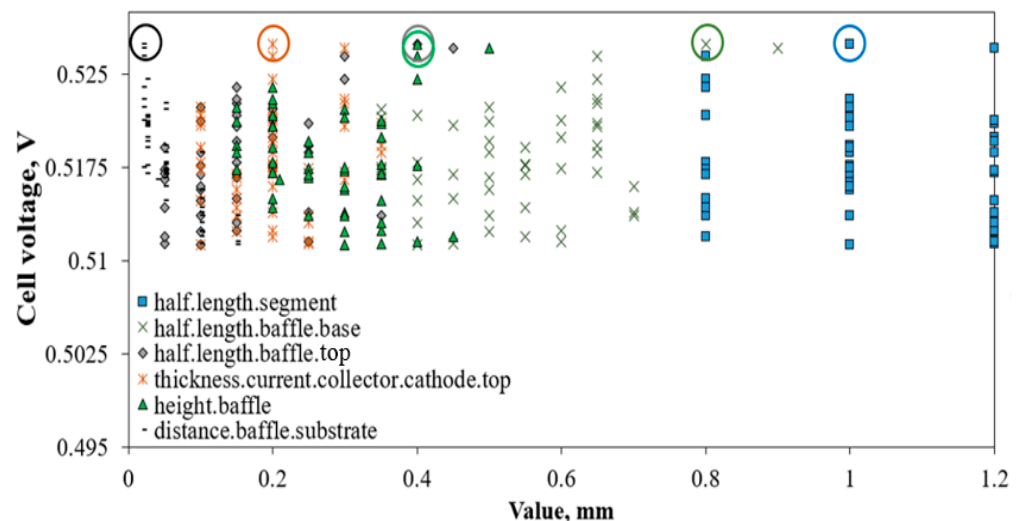 Cell voltage, V
0.525
0.5175
0.51
0.5025
0.495
half.length.segment
half.length.baffle.base
half.length.baffle.top
thickness.current.collector.cathode.top
height.baffle
distance.baffle.substrate
0 0.2 0.4 0.6 0.8 1 1.2
Value, mm